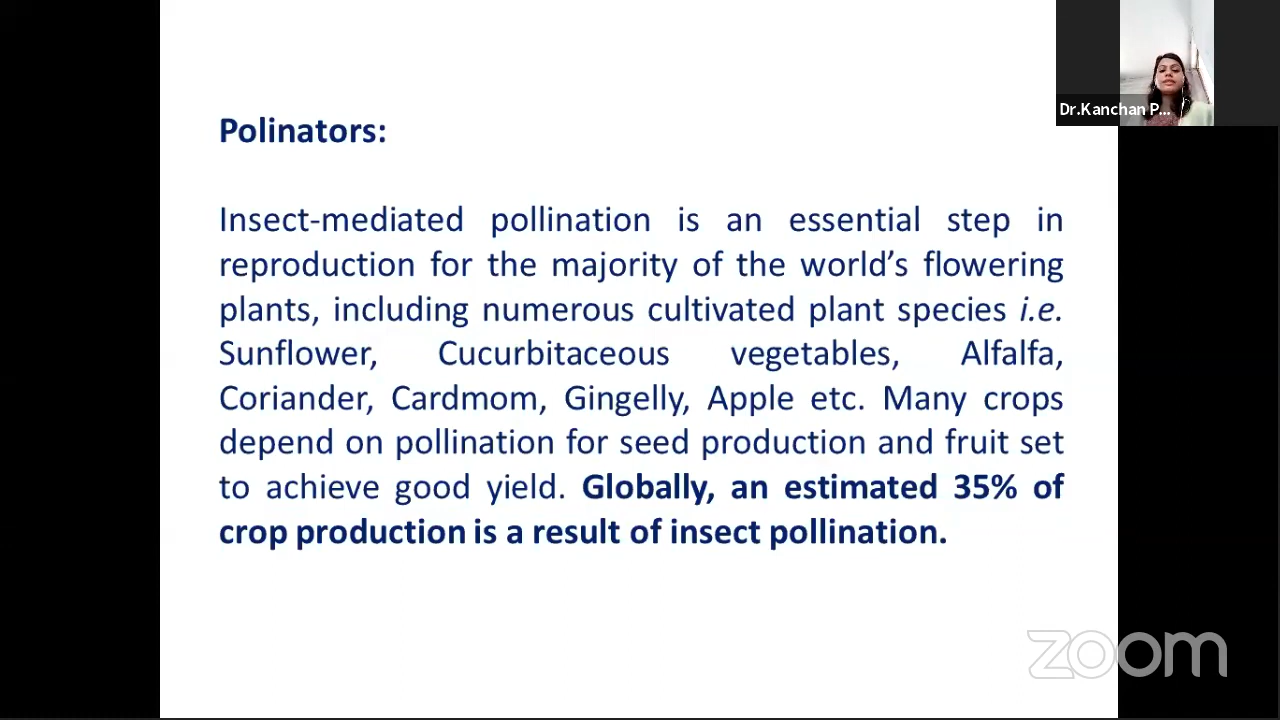 Dr.Kanchan P...
Polinators:
Insect-mediated pollination is an essential step in
reproduction for the majority of the world’s flowering
plants, including numerous cultivated plant species i.e.
Sunflower, Cucurbitaceous vegetables, Alfalfa,
Coriander, Cardmom, Gingelly, Apple etc. Many crops
depend on pollination for seed production and fruit set
to achieve good yield. Globally, an estimated 35% of
crop production is a result of insect pollination.
zoom